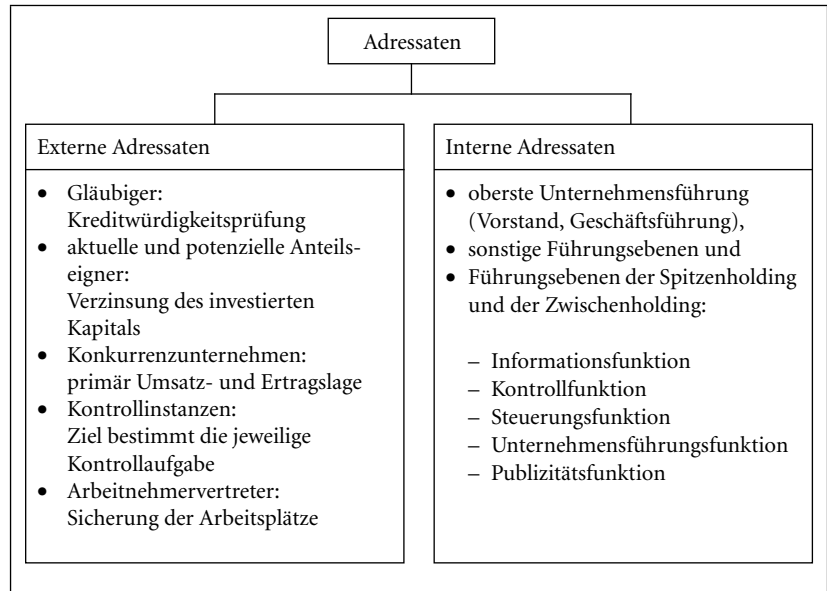 Adressaten
Externe Adressaten
• Gläubiger:
Kreditwürdigkeitsprüfung
• aktuelle und potenzielle Anteils-
eigner:
Verzinsung des investierten
Kapitals
• Konkurrenzunternehmen:
primär Umsatz- und Ertragslage
• Kontrollinstanzen:
Ziel bestimmt die jeweilige
Kontrollaufgabe
• Arbeitnehmervertreter:
Sicherung der Arbeitsplätze
Interne Adressaten
• oberste Unternehmensführung
(Vorstand, Geschäftsführung),
• sonstige Führungsebenen und
• Führungsebenen der Spitzenholding
und der Zwischenholding:
– Informationsfunktion
– Kontrollfunktion
– Steuerungsfunktion
– Unternehmensführungsfunktion
– Publizitätsfunktion